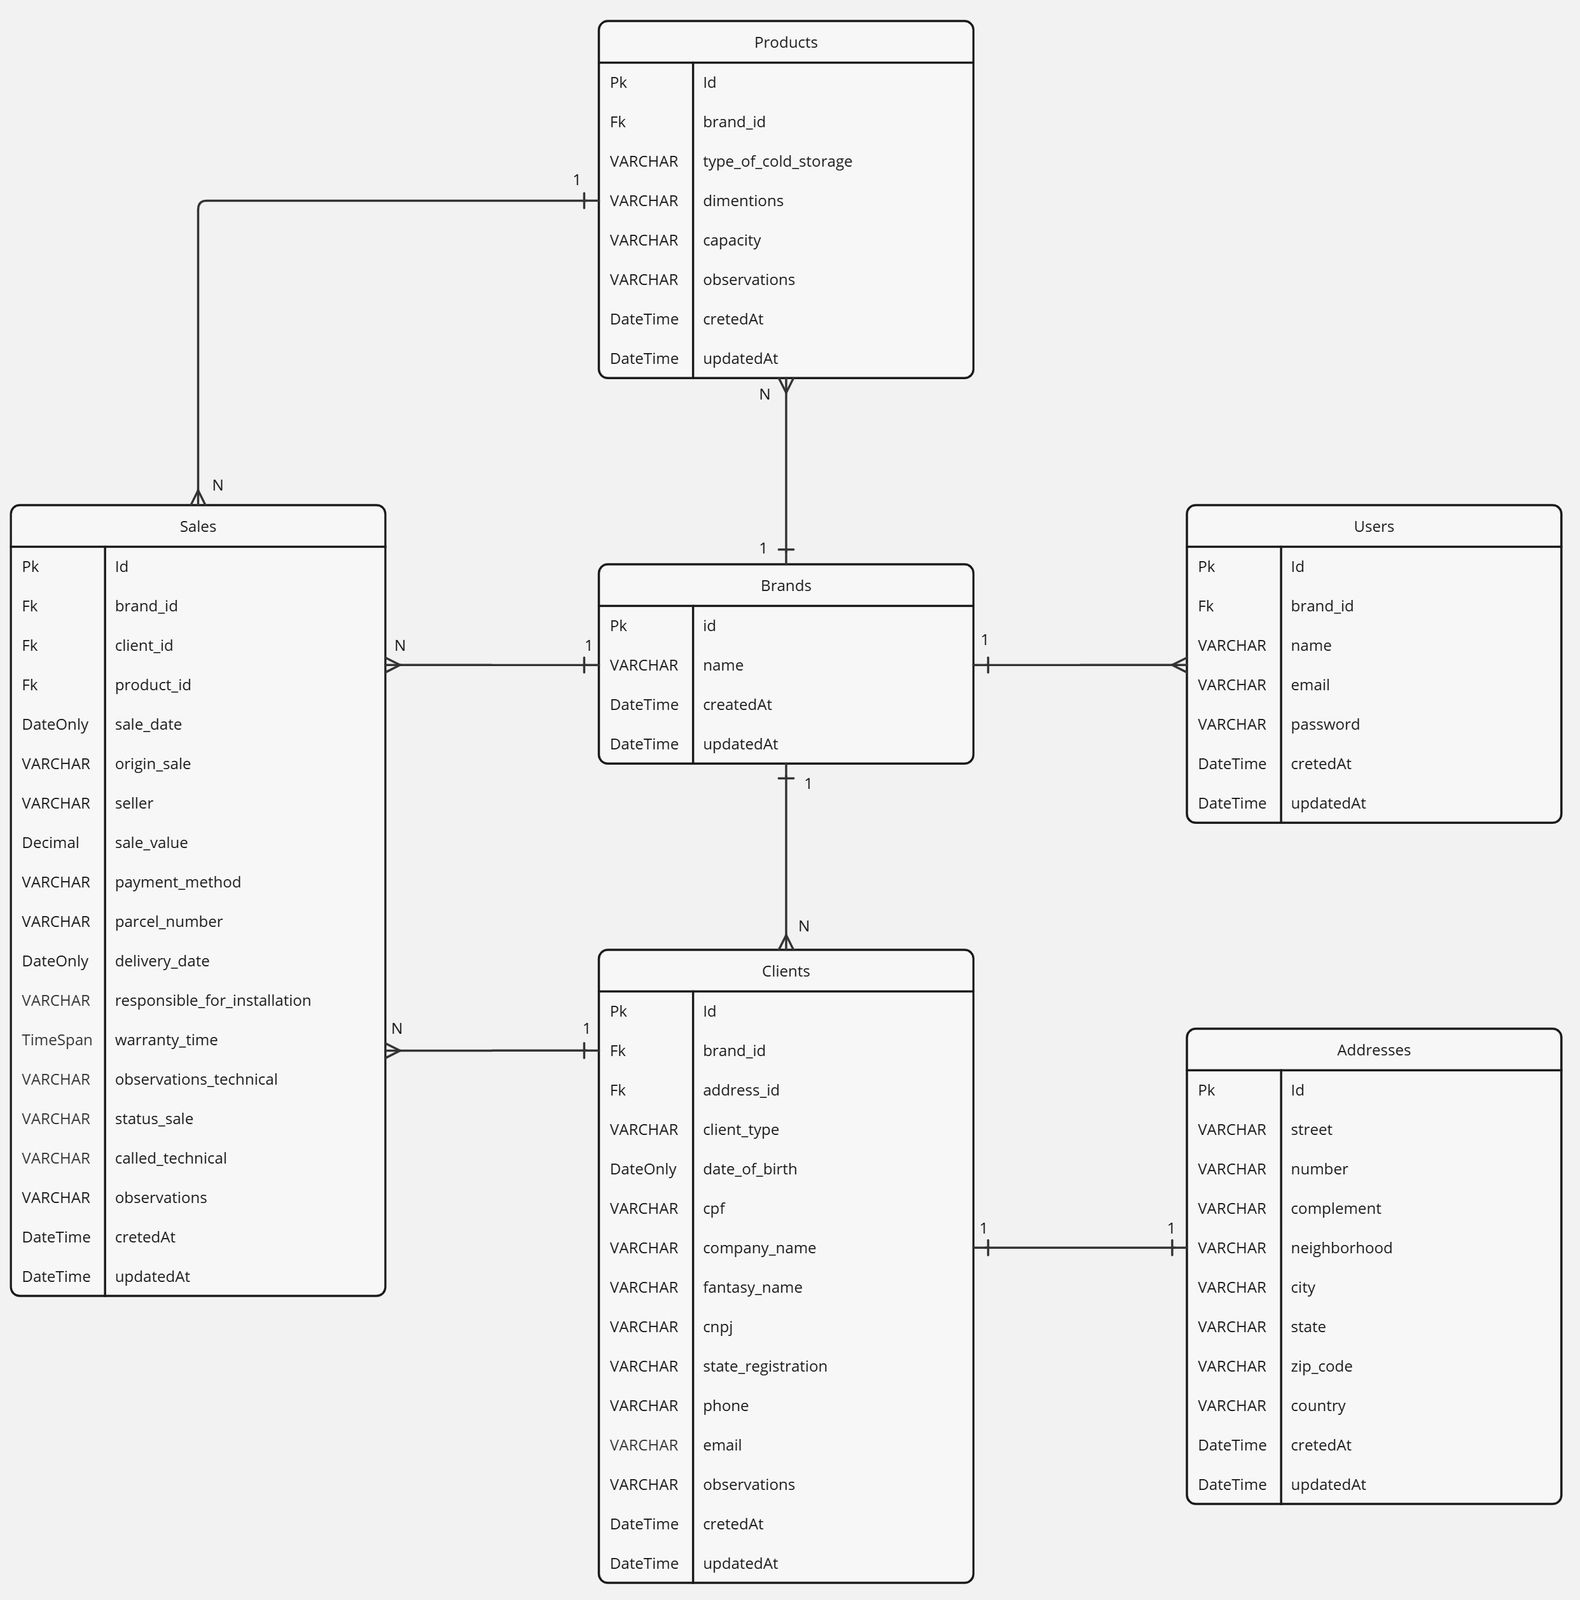 Products
Pk Id
Fk brand_id
VARCHAR type_of_cold_storage
VARCHAR dimentions
VARCHAR capacity
VARCHAR observations
DateTime cretedAt
DateTime updatedAt
1
N
N
1
Sales
Pk Id
Fk brand_id
Fk client_id
Fk product_id
DateOnly sale_date
VARCHAR origin_sale
VARCHAR seller
Decimal sale_value
VARCHAR payment_method
VARCHAR parcel_number
DateOnly delivery_date
VARCHAR responsible_for_installation
TimeSpan warranty_time
VARCHAR observations_technical
VARCHAR status_sale
VARCHAR called_technical
VARCHAR observations
DateTime cretedAt
DateTime updatedAt
N
1
Brands
Pk id
VARCHAR name
DateTime createdAt
DateTime updatedAt
1
Users
Pk Id
Fk brand_id
VARCHAR name
VARCHAR email
VARCHAR password
DateTime cretedAt
DateTime updatedAt
1
N
N
1
Clients
Pk Id
Fk brand_id
Fk address_id
VARCHAR client_type
DateOnly date_of_birth
VARCHAR cpf
VARCHAR company_name
VARCHAR fantasy_name
VARCHAR cnpj
VARCHAR state_registration
VARCHAR phone
VARCHAR email
VARCHAR observations
DateTime cretedAt
DateTime updatedAt
1
1
Addresses
Pk Id
VARCHAR street
VARCHAR number
VARCHAR complement
VARCHAR neighborhood
VARCHAR city
VARCHAR state
VARCHAR zip_code
VARCHAR country
DateTime cretedAt
DateTime updatedAt